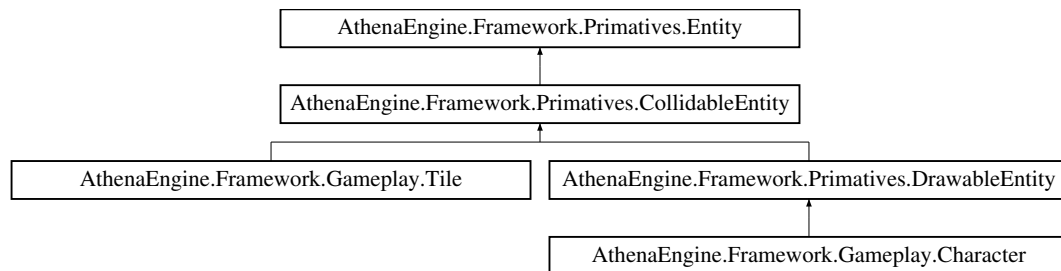 AthenaEngine.Framework.Primatives.Entity
AthenaEngine.Framework.Primatives.CollidableEntity
AthenaEngine.Framework.Gameplay.Tile
AthenaEngine.Framework.Primatives.DrawableEntity
AthenaEngine.Framework.Gameplay.Character